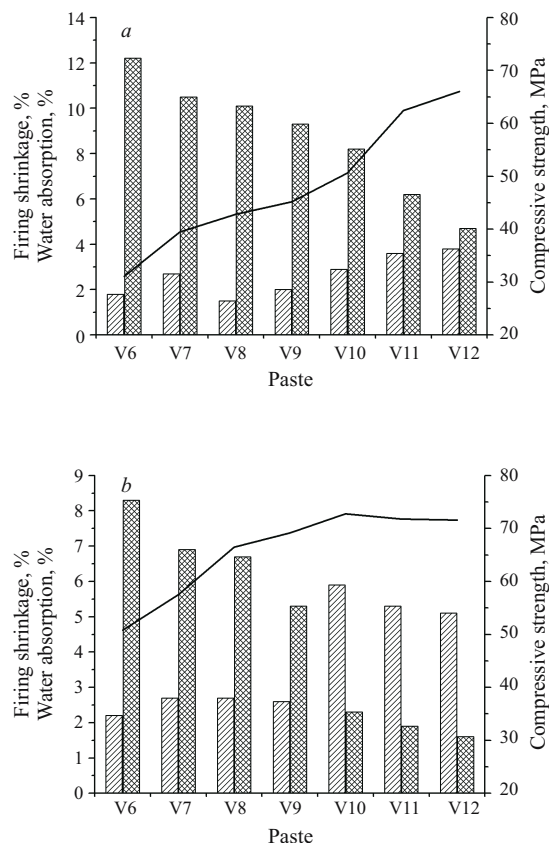 a
Firing shrinkage, %
Water absorption, %
14
12
10
8
6
4
2
0
80
70
60
50
40
30
20
Compressive strength, MPa
V6 V7 V8 V9 V10 V11 V12
Paste
b
Firing shrinkage, %
Water absorption, %
9
8
7
6
5
4
3
2
1
0
80
70
60
50
40
30
20
Compressive strength, MPa
V6 V7 V8 V9 V10 V11 V12
Paste